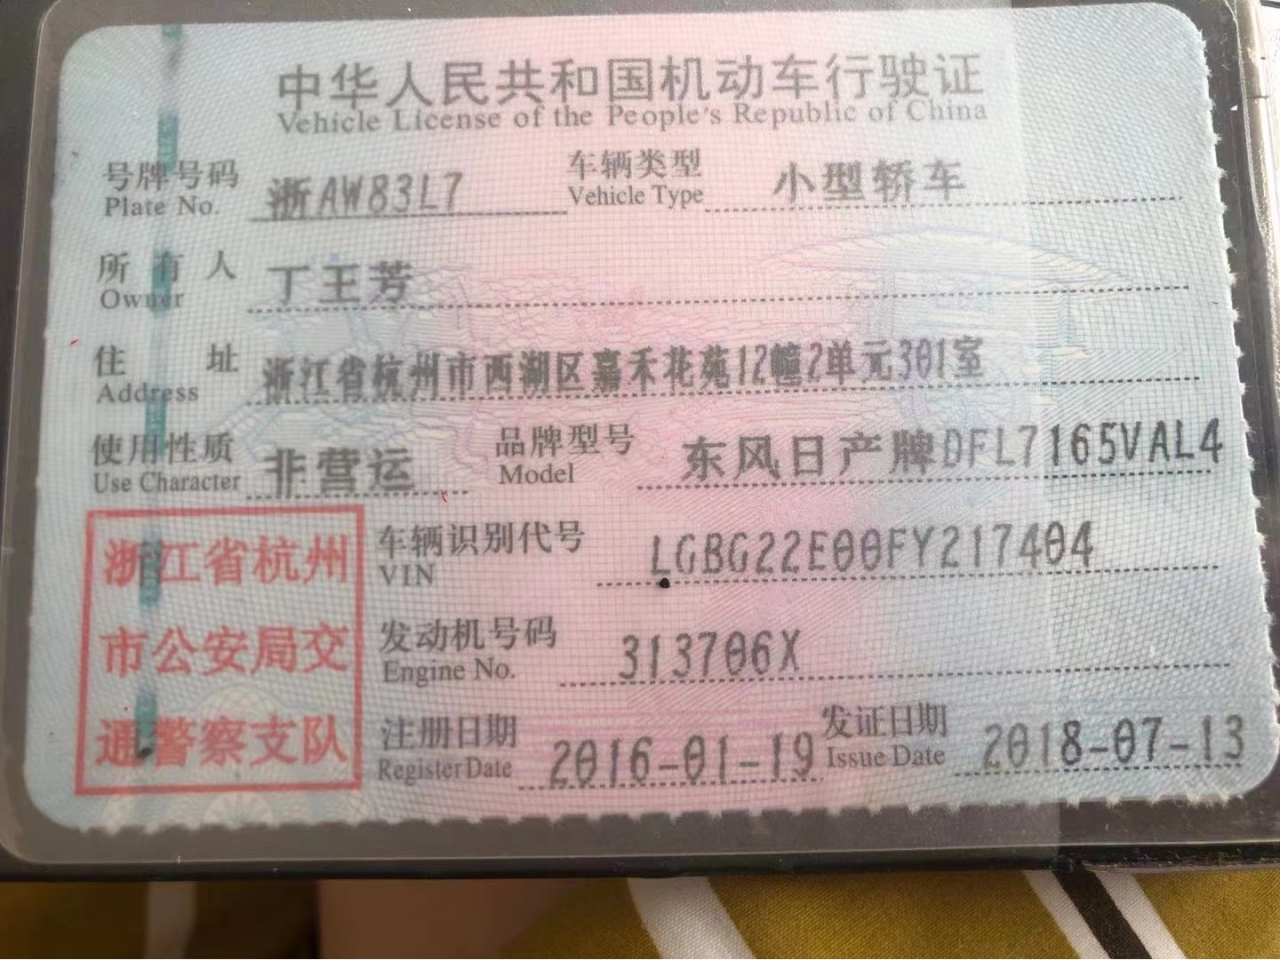 中华人民共和国机动车行驶证
Vehicle License of the People's Republic of China
号牌号码 浙AW83L7 车辆类型 小型轿车
Plate No. Vehicle Type
所有人 丁王芳
Owner
住址 浙江省杭州市西湖区嘉禾花苑12幢2单元301室
Address
使用性质 非营运 品牌型号 东风日产牌DFL7165VAL4
Use Character Model
浙江省杭州
市公安局交
通警察支队
车辆识别代号 LGBG22E00FY217404
VIN
发动机号码 313706X
Engine No.
注册日期 2016-01-19 发证日期 2018-07-13
Register Date Issue Date